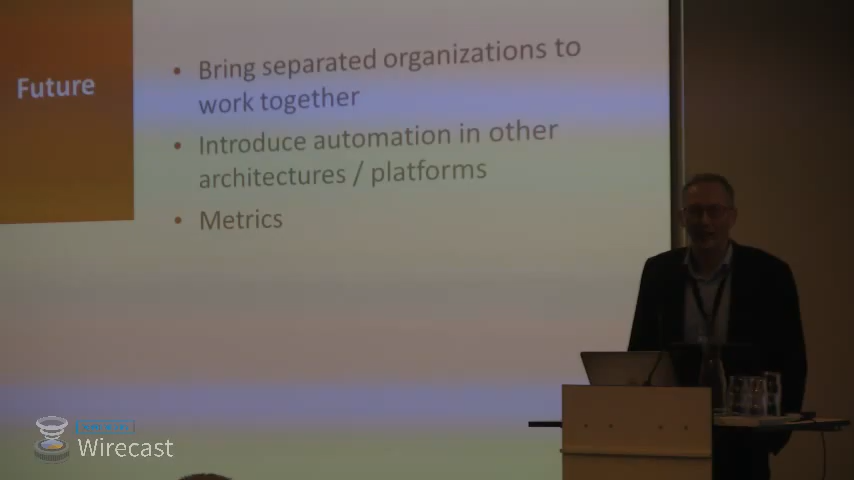 Future
• Bring separated organizations to
work together
• Introduce automation in other
architectures / platforms
• Metrics
Wirecast